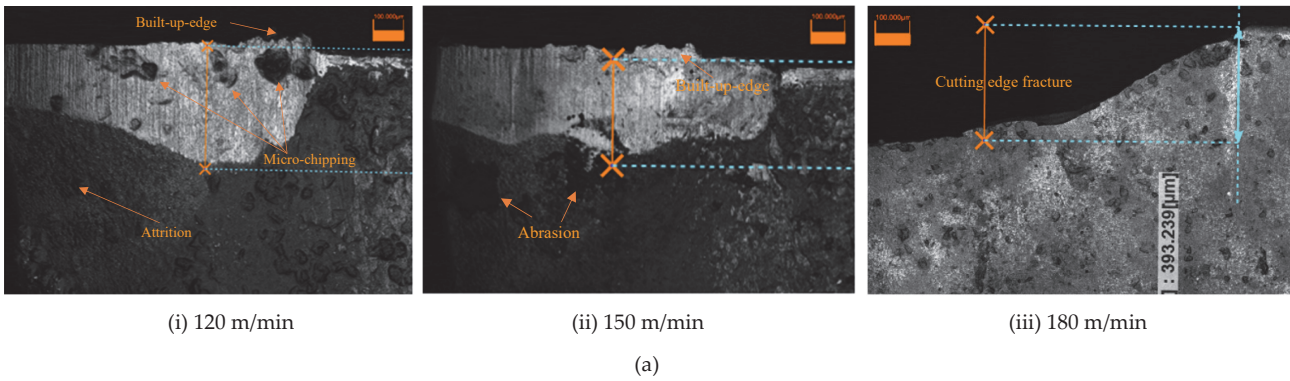 Built-up-edge
100.000μm
Micro-chipping
Attrition
100.000μm
Built-up-edge
Abrasion
100.000μm
Cutting edge fracture
] : 393.239[μm]
(i) 120 m/min
(ii) 150 m/min
(iii) 180 m/min
(a)